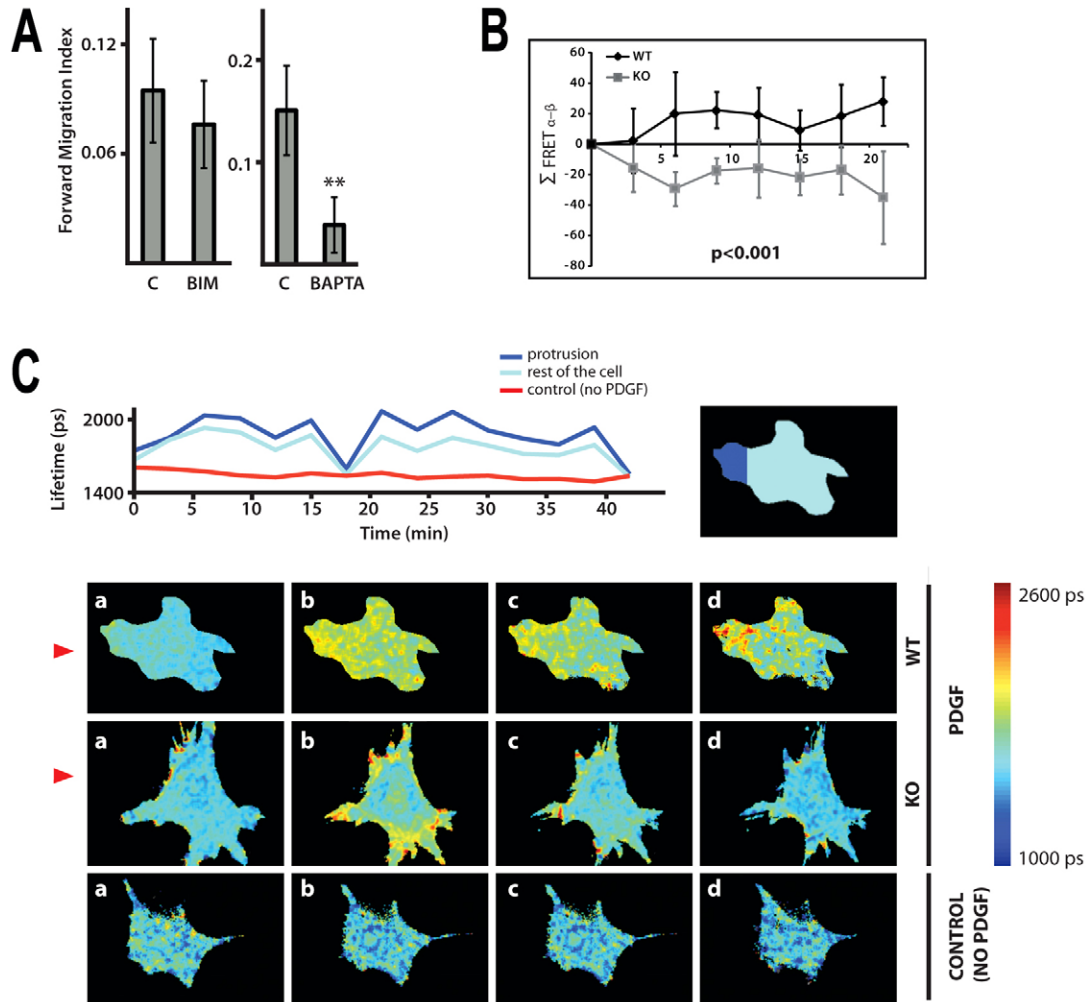 A
Forward Migration Index
0.12
0.06
C BIM
0.2
0.1
**
C BAPTA
B
WT
KO
Σ FRET α-β
60
40
20
0
-20
-40
-60
-80
5 10 15 20
p<0.001
C
protrusion
rest of the cell
control (no PDGF)
Lifetime (ps)
2000
1400
0 5 10 15 20 25 30 35 40
Time (min)
a b c d
WT
a b c d
KO
PDGF
a b c d
CONTROL
(NO PDGF)
2600 ps
1000 ps